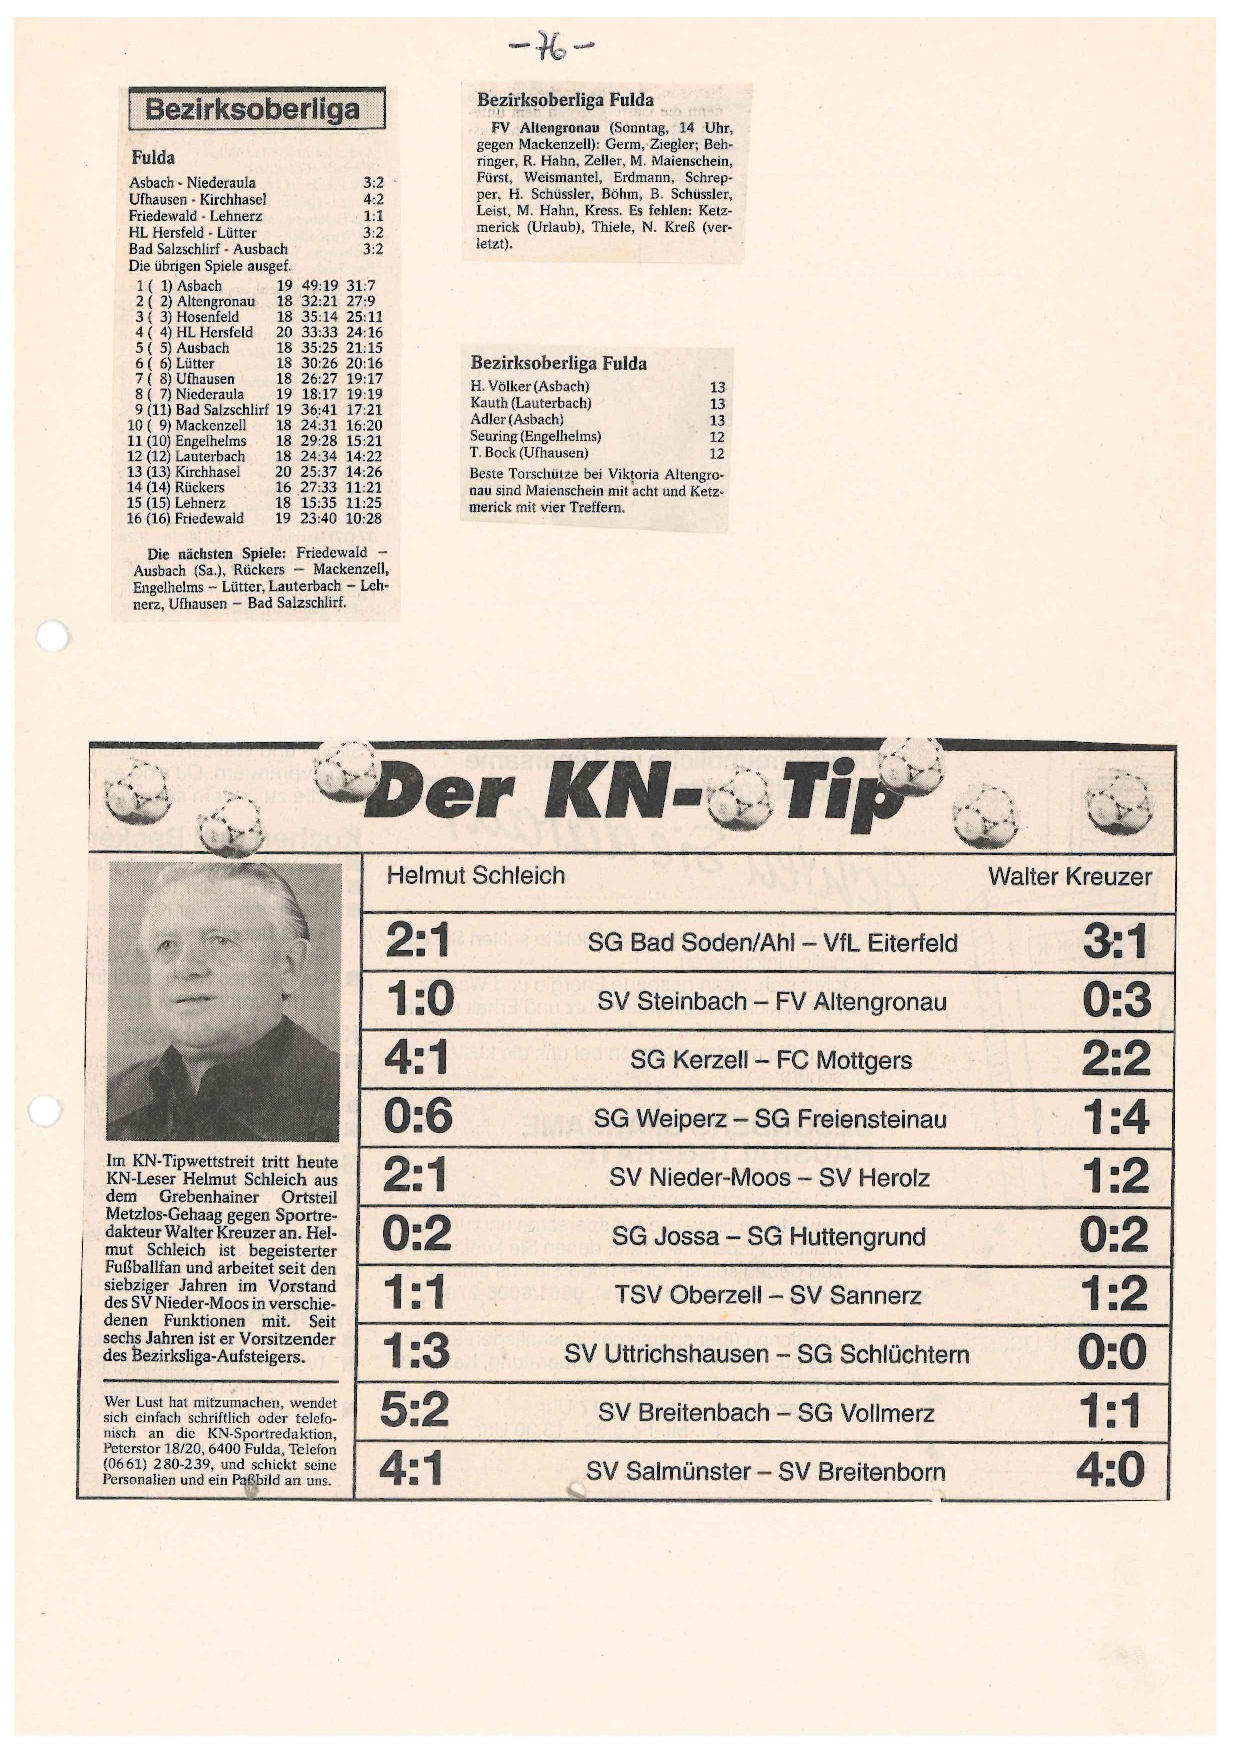 -76-
Bezirksoberliga
Fulda
Asbach - Niederaula 3:2
Ufhausen - Kirchhasel 4:2
Friedewald - Lehnerz 1:1
HL Hersfeld - Lütter 3:2
Bad Salzschlirf - Ausbach 3:2
Die übrigen Spiele ausgef.
1 ( 1) Asbach 19 49:19 31:7
2 ( 2) Altengronau 18 32:21 27:9
3 ( 3) Hosenfeld 18 35:14 25:11
4 ( 4) HL Hersfeld 20 33:33 24:16
5 ( 5) Ausbach 18 35:25 21:15
6 ( 6) Lütter 18 30:26 20:16
7 ( 8) Ufhausen 18 26:27 19:17
8 ( 7) Niederaula 19 18:17 19:19
9 (11) Bad Salzschlirf 19 36:41 17:21
10 ( 9) Mackenzell 18 24:31 16:20
11 (10) Engelhelms 18 29:28 15:21
12 (12) Lauterbach 18 24:34 14:22
13 (13) Kirchhasel 20 25:37 14:26
14 (14) Rückers 16 27:33 11:21
15 (15) Lehnerz 18 15:35 11:25
16 (16) Friedewald 19 23:40 10:28
Die nächsten Spiele: Friedewald –
Ausbach (Sa.), Rückers – Mackenzell,
Engelhelms – Lütter, Lauterbach – Leh-
nerz, Ufhausen – Bad Salzschlirf.
Bezirksoberliga Fulda
FV Altengronau (Sonntag, 14 Uhr,
gegen Mackenzell): Germ, Ziegler; Beh-
ringer, R. Hahn, Zeller, M. Maienschein,
Fürst, Weismantel, Erdmann, Schrep-
per, H. Schüssler, Böhm, B. Schüssler,
Leist, M. Hahn, Kress. Es fehlen: Ketz-
merick (Urlaub), Thiele, N. Kreß (ver-
letzt).
Bezirksoberliga Fulda
H. Völker (Asbach) 13
Kauth (Lauterbach) 13
Adler (Asbach) 13
Seuring (Engelhelms) 12
T. Bock (Ufhausen) 12
Beste Torschütze bei Viktoria Altengro-
nau sind Maienschein mit acht und Ketz-
merick mit vier Treffern.
Der KN-Tip
Helmut Schleich Walter Kreuzer
2:1 SG Bad Soden/Ahl – VfL Eiterfeld 3:1
1:0 SV Steinbach – FV Altengronau 0:3
4:1 SG Kerzell – FC Mottgers 2:2
0:6 SG Weiperz – SG Freiensteinau 1:4
2:1 SV Nieder-Moos – SV Herolz 1:2
0:2 SG Jossa – SG Huttengrund 0:2
1:1 TSV Oberzell – SV Sannerz 1:2
1:3 SV Uttrichshausen – SG Schlüchtern 0:0
5:2 SV Breitenbach – SG Vollmerz 1:1
4:1 SV Salmünster – SV Breitenborn 4:0
Im KN-Tipwettstreit tritt heute
KN-Leser Helmut Schleich aus
dem Grebenhainer Ortsteil
Metzlos-Gehaag gegen Sportre-
dakteur Walter Kreuzer an. Hel-
mut Schleich ist begeisterter
Fußballfan und arbeitet seit den
siebziger Jahren im Vorstand
des SV Nieder-Moos in verschie-
denen Funktionen mit. Seit
sechs Jahren ist er Vorsitzender
des Bezirksliga-Aufsteigers.
Wer Lust hat mitzumachen, wendet
sich einfach schriftlich oder telefo-
nisch an die KN-Sportredaktion,
Peterstor 18/20, 6400 Fulda, Telefon
(06 61) 280-239, und schickt seine
Personalien und ein Paßbild an uns.